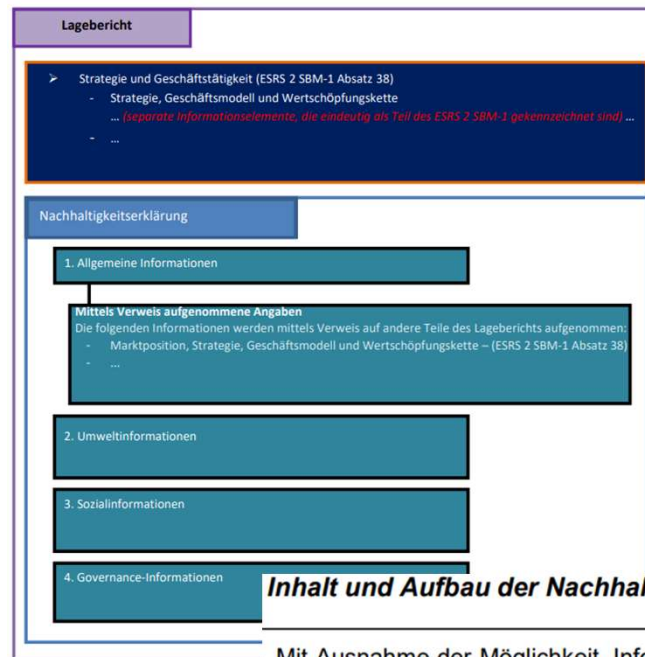 Lagebericht
➢ Strategie und Geschäftstätigkeit (ESRS 2 SBM-1 Absatz 38)
- Strategie, Geschäftsmodell und Wertschöpfungskette
... (separate Informationselemente, die eindeutig als Teil des ESRS 2 SBM-1 gekennzeichnet sind) ...
- ...
Nachhaltigkeitserklärung
1. Allgemeine Informationen
Mittels Verweis aufgenommene Angaben
Die folgenden Informationen werden mittels Verweis auf andere Teile des Lageberichts aufgenommen:
- Marktposition, Strategie, Geschäftsmodell und Wertschöpfungskette – (ESRS 2 SBM-1 Absatz 38)
- ...
2. Umweltinformationen
3. Sozialinformationen
4. Governance-Informationen
Inhalt und Aufbau der Nachhal